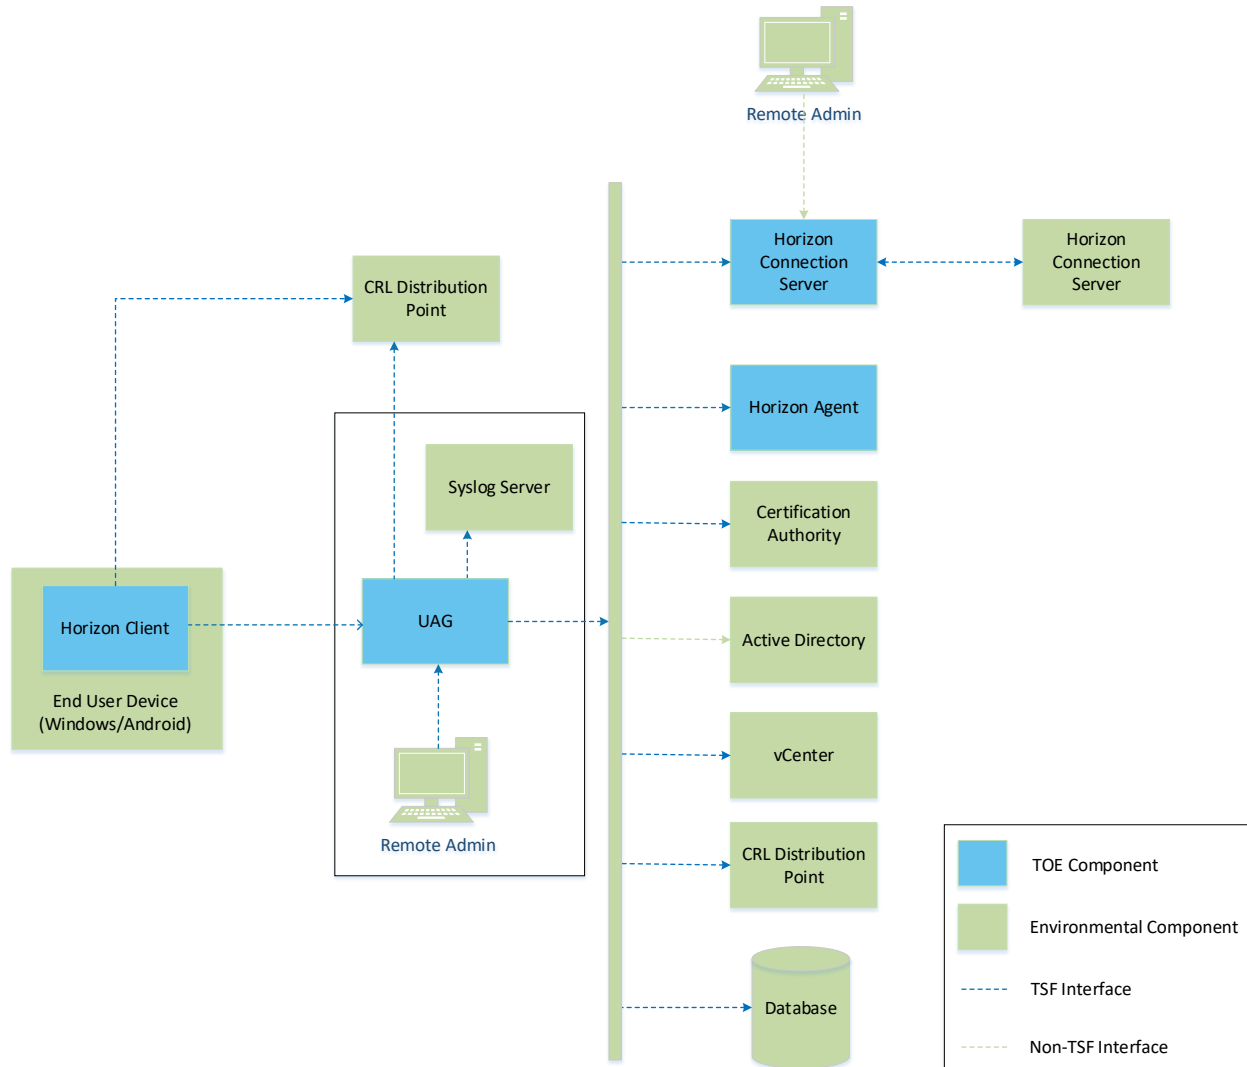 Remote Admin
Horizon
Connection
Server
Horizon
Connection
Server
CRL Distribution
Point
Horizon Agent
Syslog Server
Certification
Authority
Horizon Client
UAG
Active Directory
End User Device
(Windows/Android)
vCenter
Remote Admin
CRL Distribution
Point
TOE Component
Environmental Component
TSF Interface
Database
Non-TSF Interface